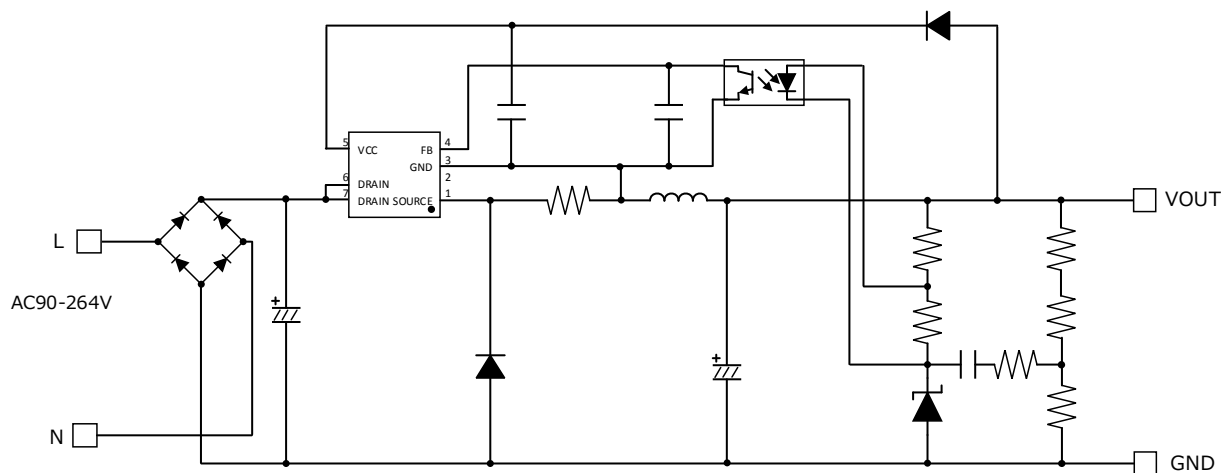 5 VCC FB 4
GND 3
6 DRAIN 2
7 DRAIN SOURCE 1
L
VOUT
AC90-264V
+
+
N
GND